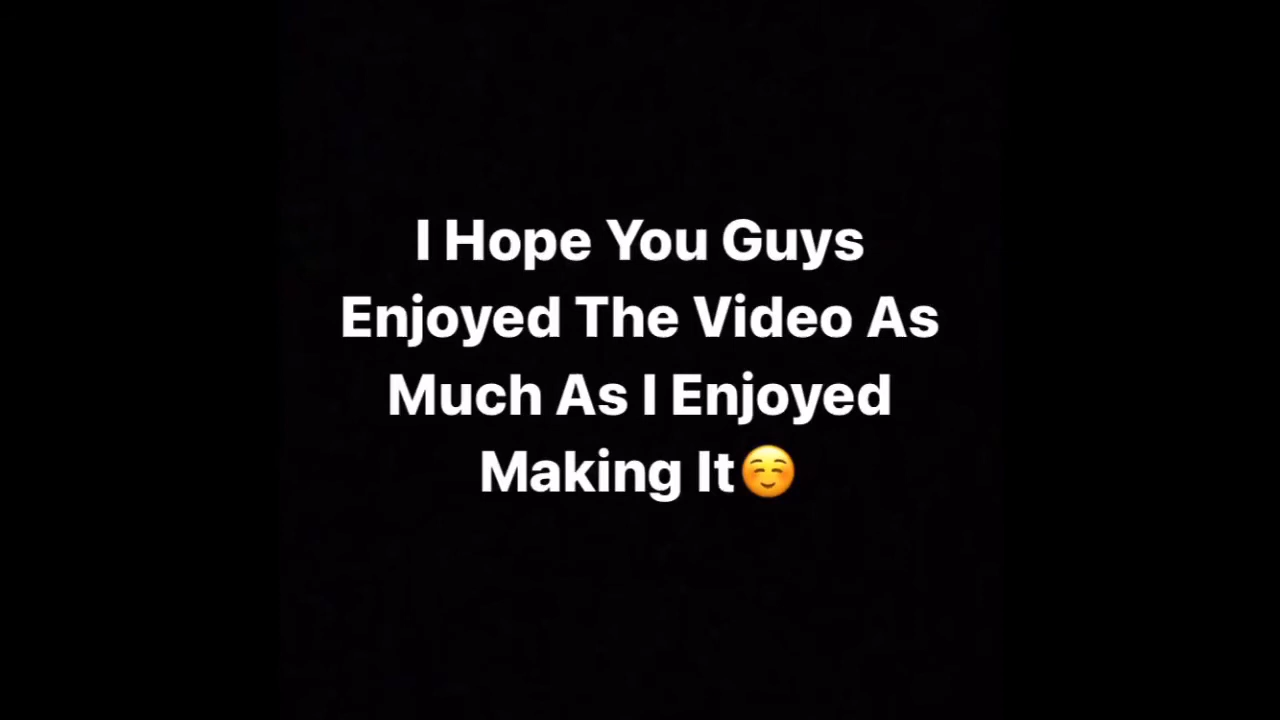 I Hope You Guys
Enjoyed The Video As
Much As I Enjoyed
Making It☺️